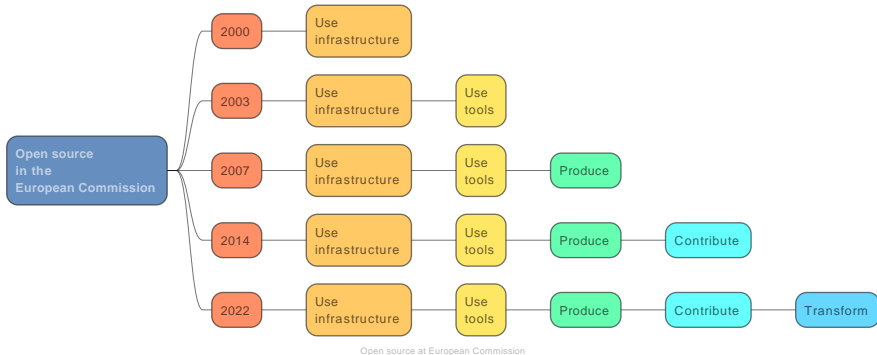 Open source
in the
European Commission
2000
Use
infrastructure
2003
Use
infrastructure
Use
tools
2007
Use
infrastructure
Use
tools
Produce
2014
Use
infrastructure
Use
tools
Produce
Contribute
2022
Use
infrastructure
Use
tools
Produce
Contribute
Transform
Open source at European Commission